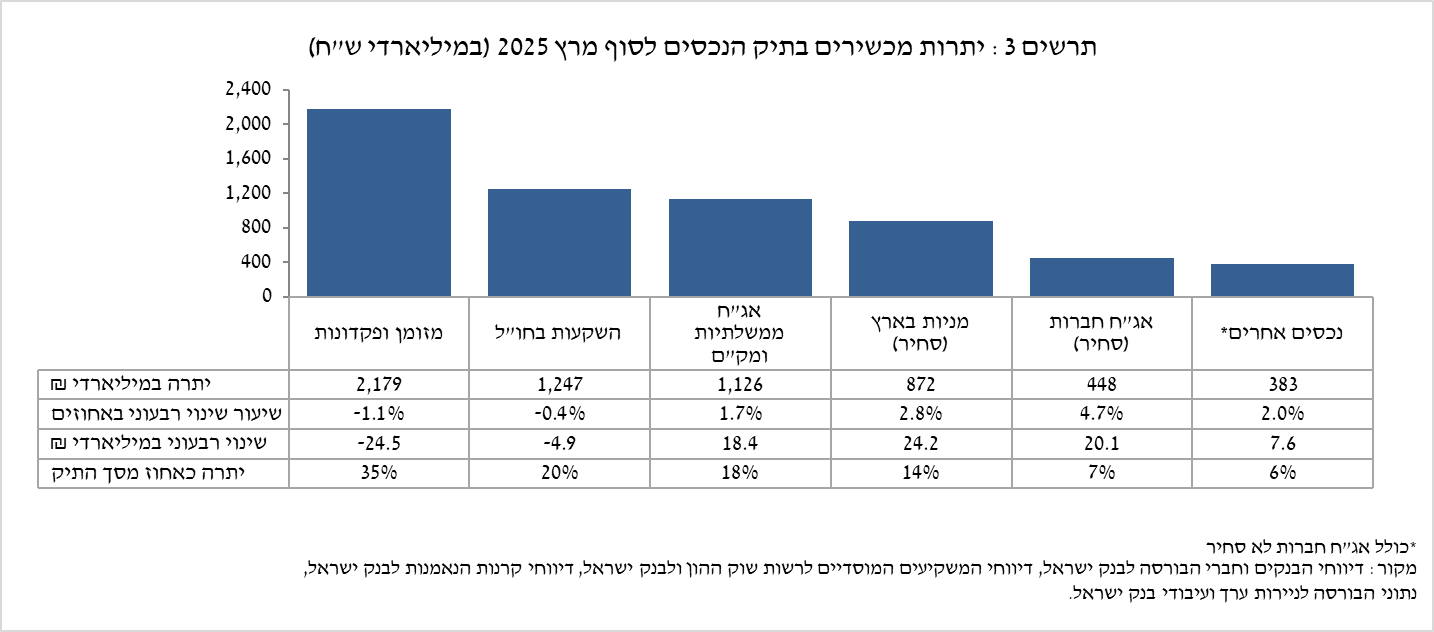 תרשים 3 : יתרות מכשירים בתיק הנכסים לסוף מרץ 2025 (במיליארדי ש"ח)
2,400
2,000
1,600
1,200
800
400
0
מזומן ופקדונות
השקעות בחו"ל
אג"ח
ממשלתיות
ומק"ם
מניות בארץ
(סחיר)
אג"ח חברות
(סחיר)
נכסים אחרים*
יתרה במיליארדי ₪ 2,179 1,247 1,126 872 448 383
שיעור שינוי רבעוני באחוזים -1.1% -0.4% 1.7% 2.8% 4.7% 2.0%
שינוי רבעוני במיליארדי ₪ -24.5 -4.9 18.4 24.2 20.1 7.6
יתרה כאחוז מסך התיק 35% 20% 18% 14% 7% 6%
*כולל אג"ח חברות לא סחיר
מקור : דיווחי הבנקים וחברי הבורסה לבנק ישראל, דיווחי המשקיעים המוסדיים לרשות שוק ההון ולבנק ישראל, דיווחי קרנות הנאמנות לבנק ישראל,
נתוני הבורסה לניירות ערך ועיבודי בנק ישראל.